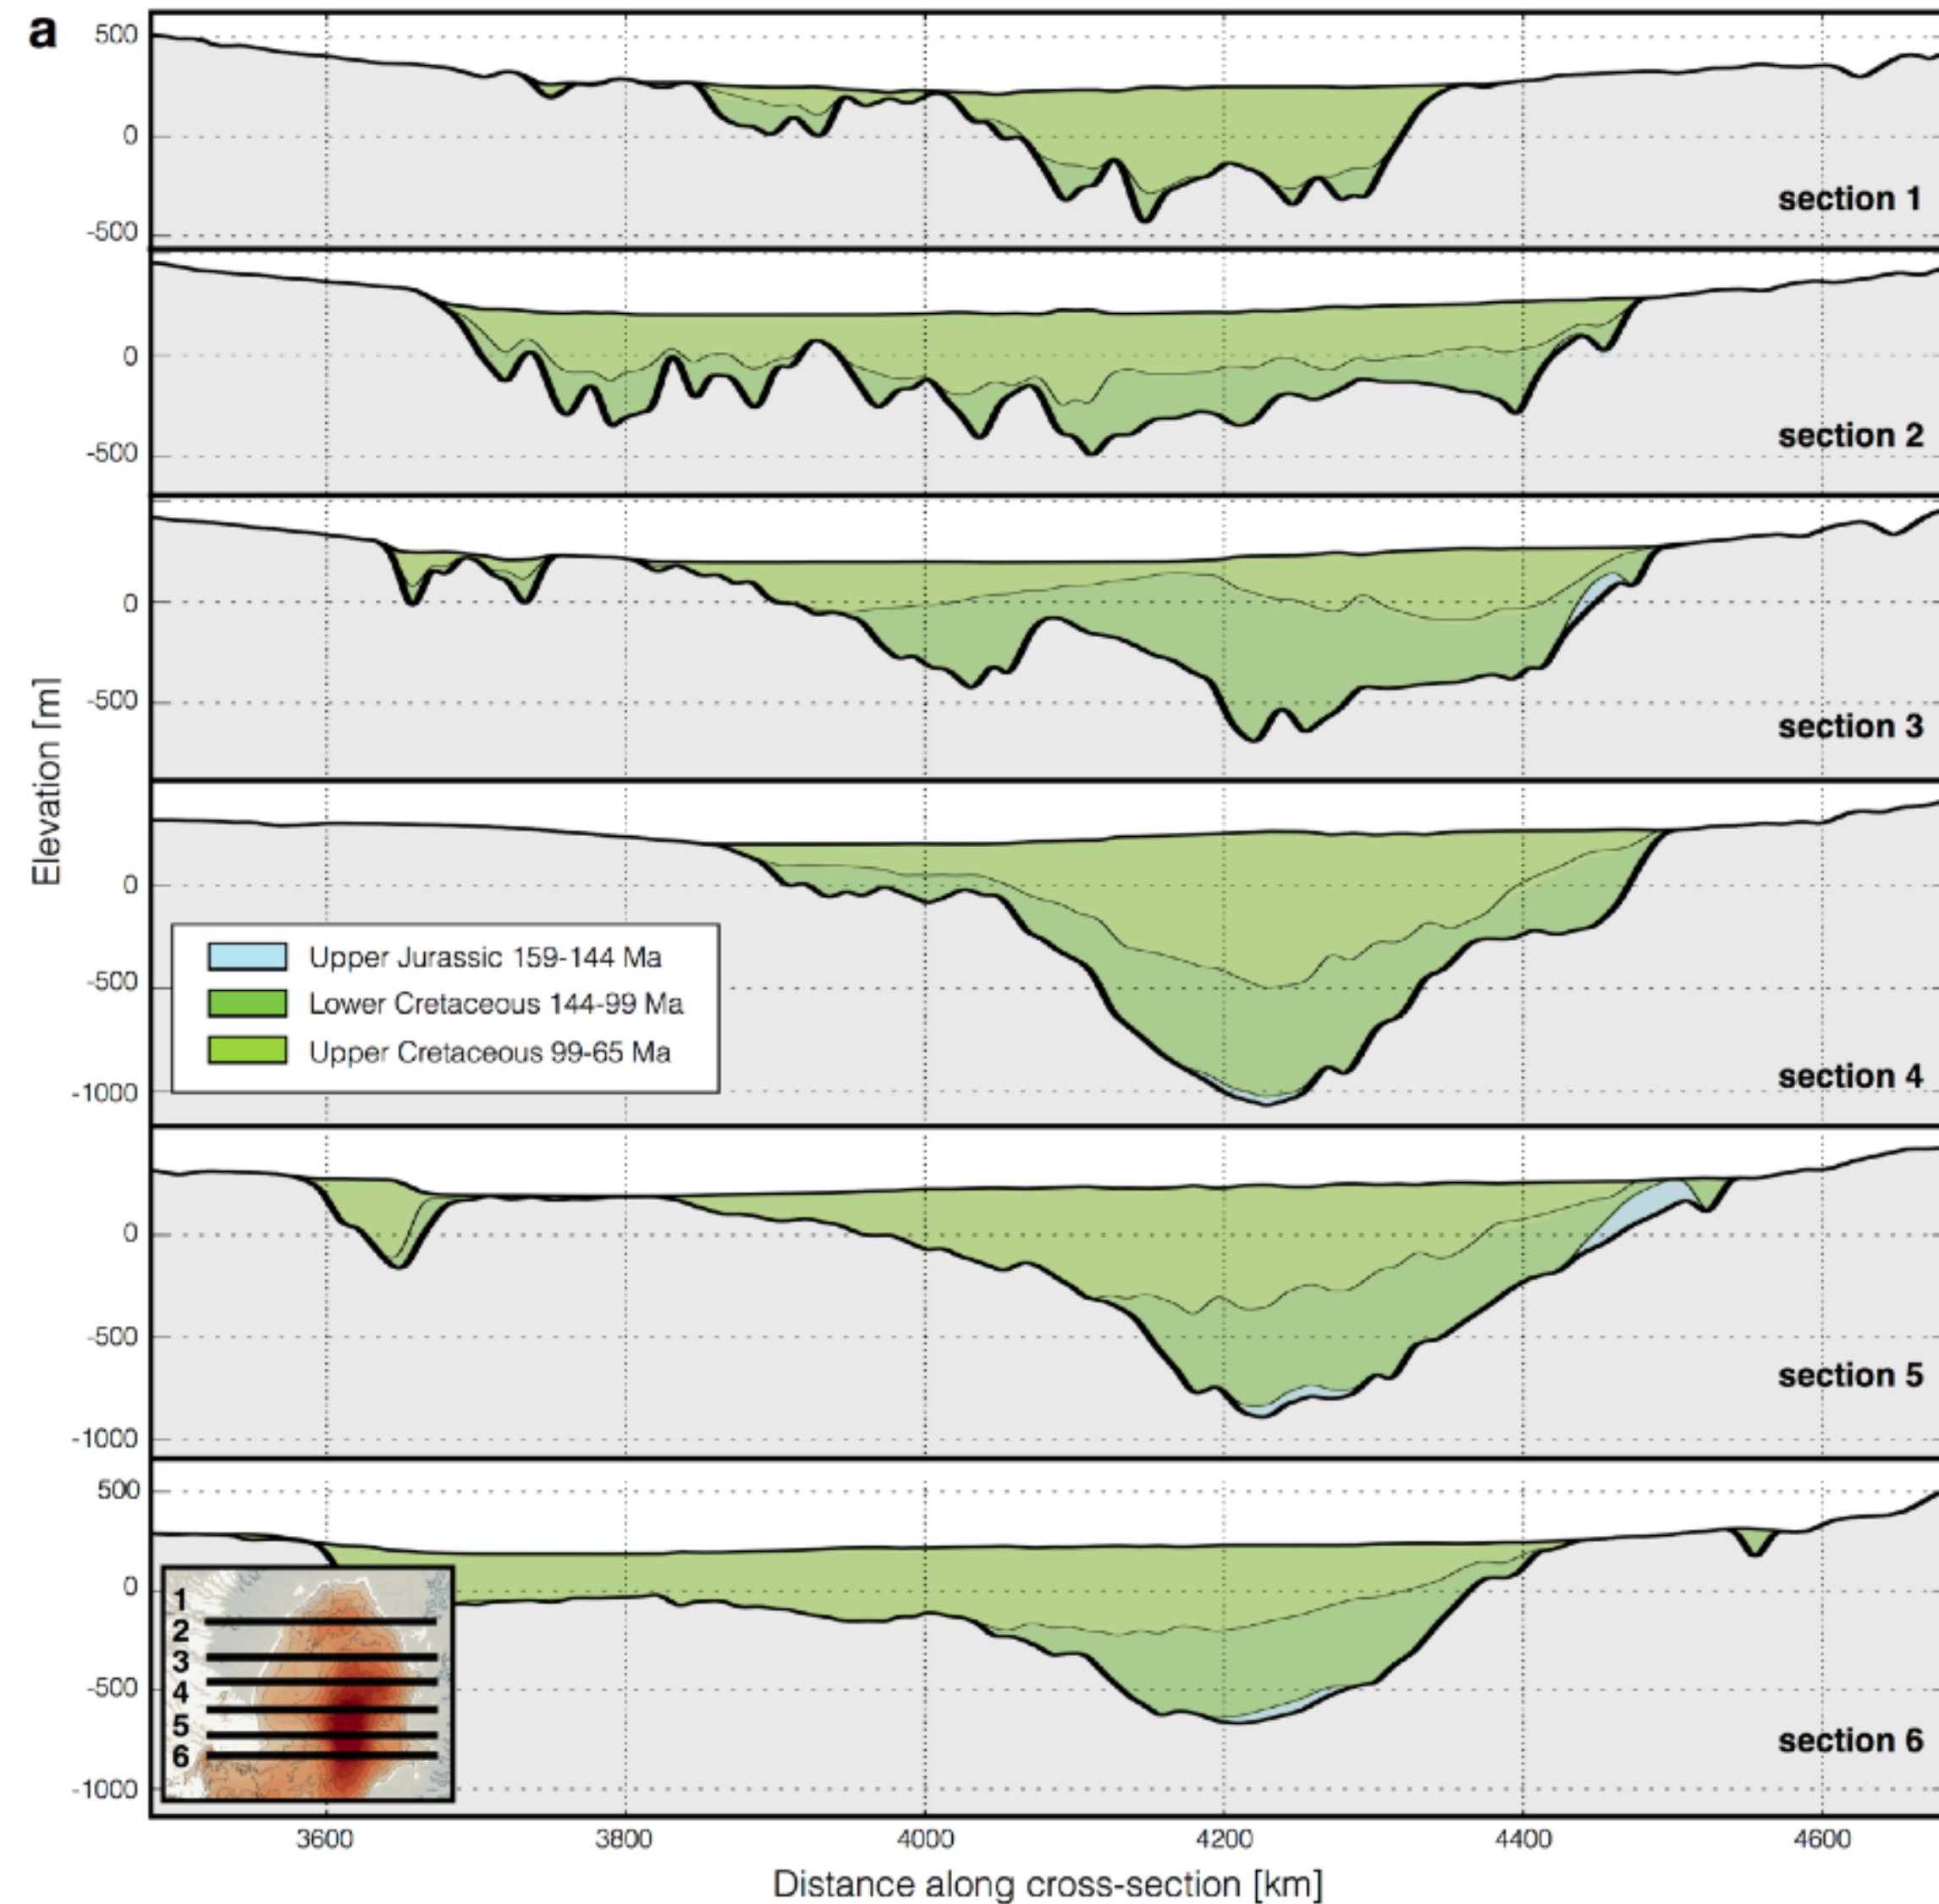 a
500
0
-500
section 1
0
-500
section 2
0
-500
section 3
Elevation [m]
0
-500
-1000
Upper Jurassic 159-144 Ma
Lower Cretaceous 144-99 Ma
Upper Cretaceous 99-65 Ma
section 4
0
-500
-1000
section 5
500
0
-500
-1000
1
2
3
4
5
6
section 6
3600 3800 4000 4200 4400 4600
Distance along cross-section [km]